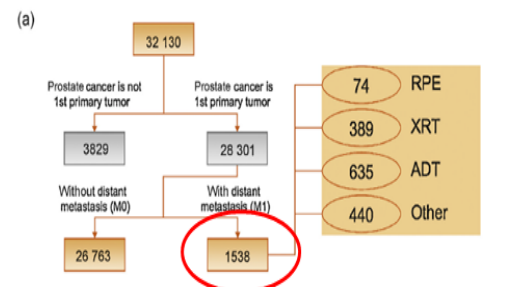 (a)
32 130
Prostate cancer is not
1st primary tumor
Prostate cancer is
1st primary tumor
3829
28 301
Without distant
metastasis (M0)
With distant
metastasis (M1)
26 763
1538
74 RPE
389 XRT
635 ADT
440 Other